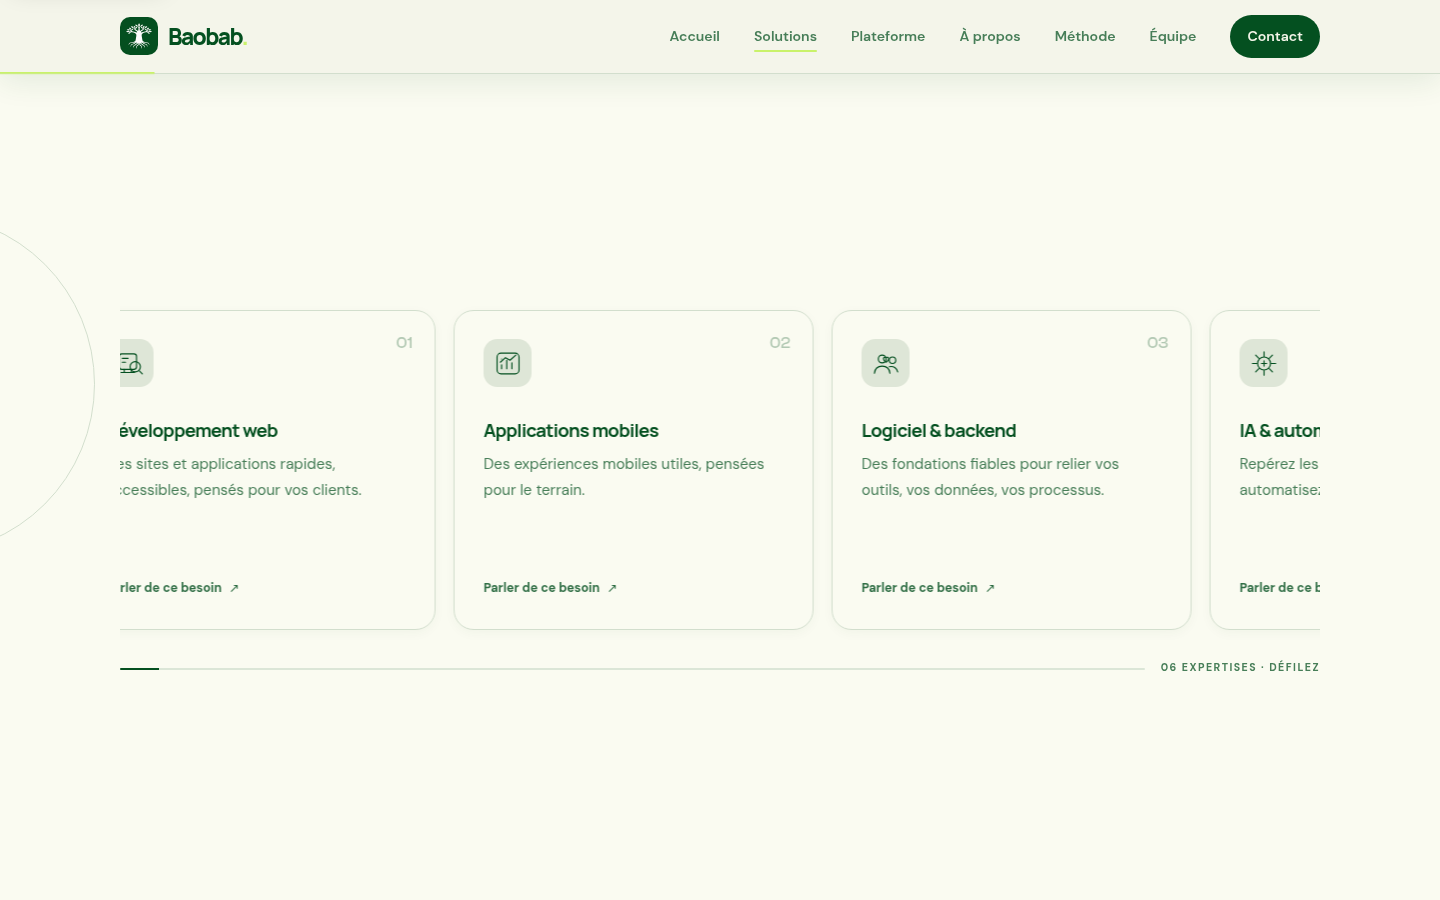 Baobab.
Accueil
Solutions
Plateforme
À propos
Méthode
Équipe
Contact
01
éveloppement web
es sites et applications rapides,
ccessibles, pensés pour vos clients.
rler de ce besoin ↗
02
Applications mobiles
Des expériences mobiles utiles, pensées
pour le terrain.
Parler de ce besoin ↗
03
Logiciel & backend
Des fondations fiables pour relier vos
outils, vos données, vos processus.
Parler de ce besoin ↗
IA & autom
Repérez les
automatisez
Parler de ce b
06 EXPERTISES · DÉFILEZ